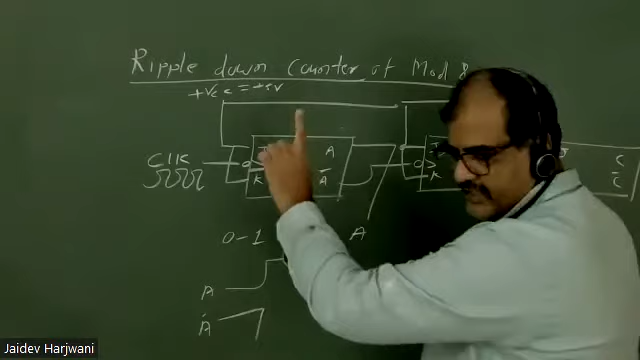 Ripple down Counter of Mod 8
+Vcc = +5V
J A J C
CLK
K Ā K C̄
0-1 A
A
Ā
Jaidev Harjwani